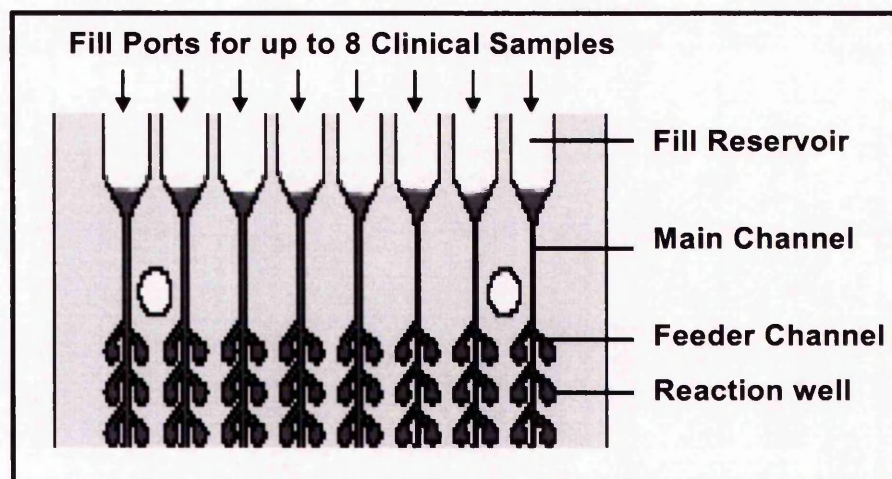 Fill Ports for up to 8 Clinical Samples
Fill Reservoir
Main Channel
Feeder Channel
Reaction well